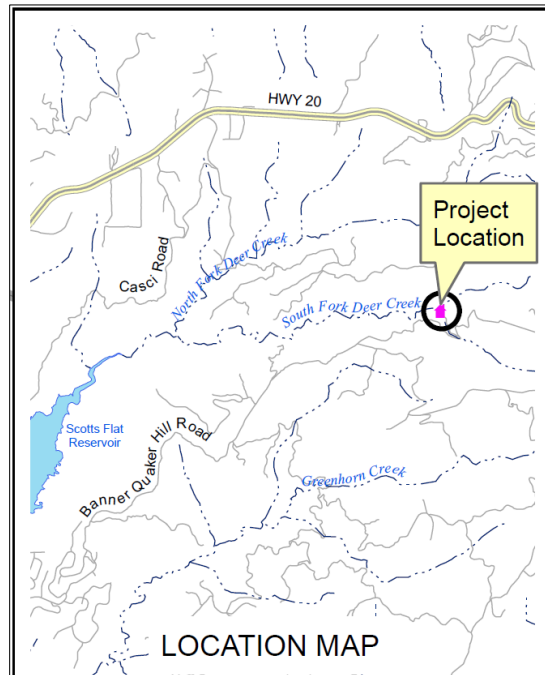 HWY 20
Project
Location
North Fork Deer Creek
Casci Road
South Fork Deer Creek
Scotts Flat
Reservoir
Banner Quaker Hill Road
Greenhorn Creek
LOCATION MAP